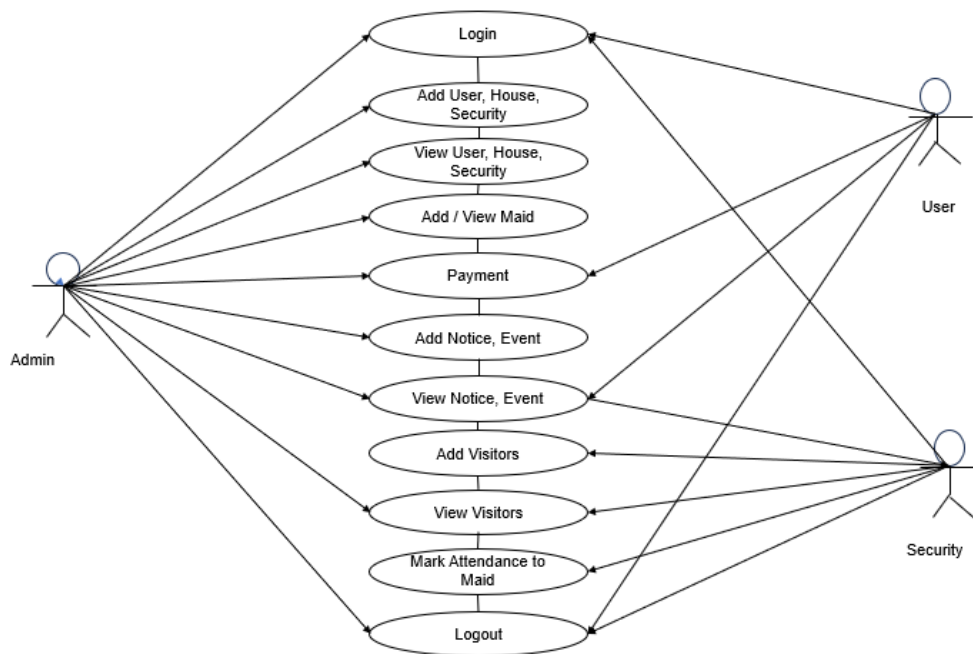 Login
Add User, House,
Security
View User, House,
Security
Add / View Maid
User
Payment
Add Notice, Event
Admin
View Notice, Event
Add Visitors
View Visitors
Security
Mark Attendance to
Maid
Logout